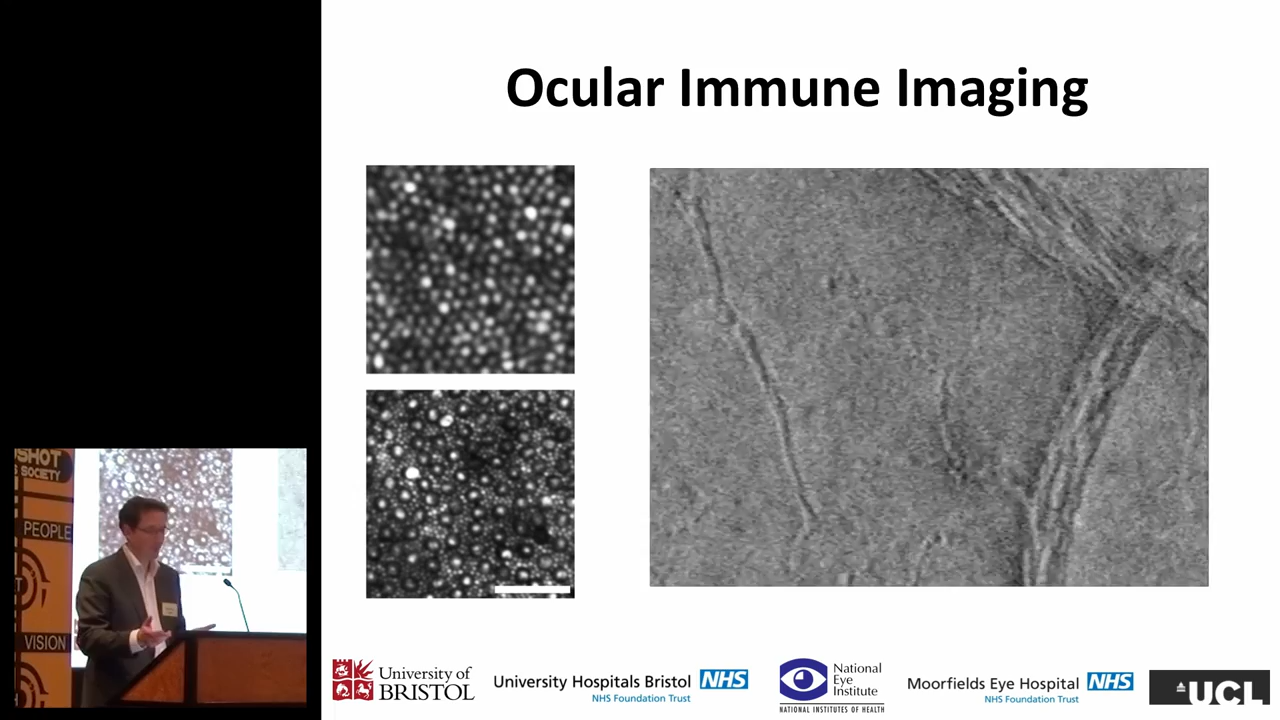 Ocular Immune Imaging
SHOT
SOCIETY
PEOPLE
VISION
University of
BRISTOL
University Hospitals Bristol NHS
NHS Foundation Trust
National
Eye
Institute
NATIONAL INSTITUTES OF HEALTH
Moorfields Eye Hospital NHS
NHS Foundation Trust
UCL